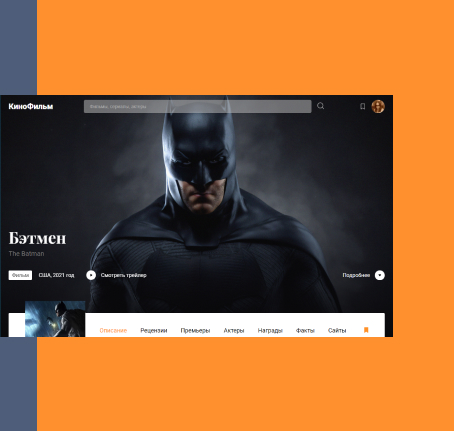 КиноФильм
Фильмы, сериалы, актеры
Бэтмен
The Batman
Фильм США, 2021 год Смотреть трейлер Подробнее
Описание Рецензии Премьеры Актеры Награды Факты Сайты